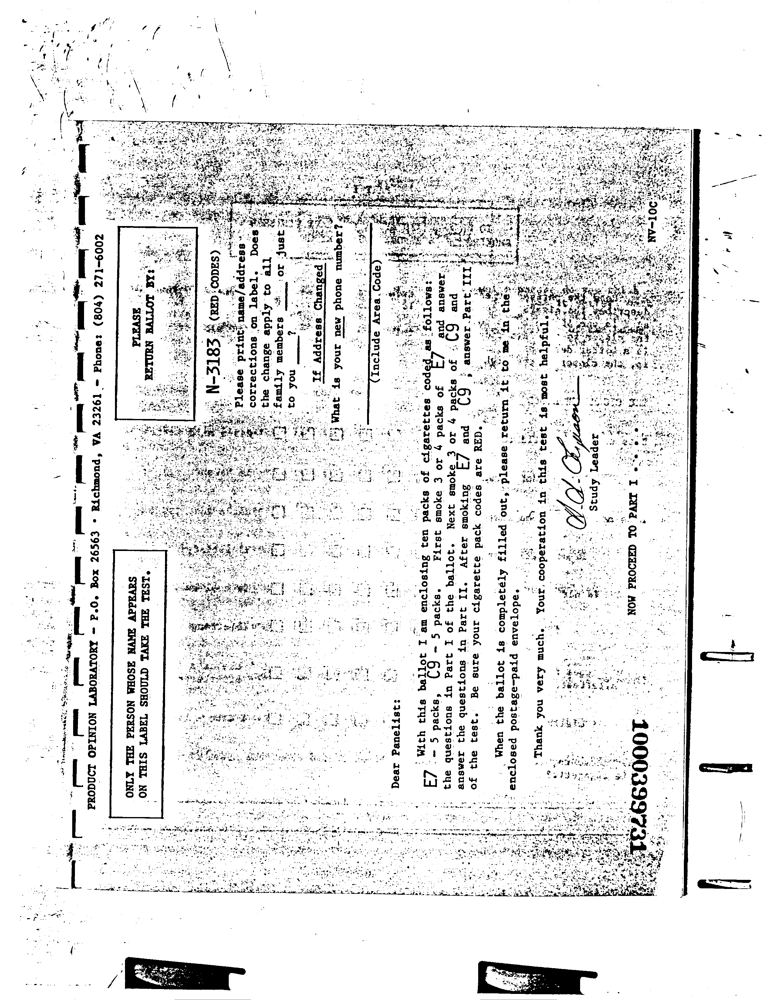 PRODUCT OPINION LABORATORY - P.O. Box 26563 - Richmond, VA 23261 - Phone: (804) 271-6002
ONLY THE PERSON WHOSE NAME APPEARS
ON THIS LABEL SHOULD TAKE THE TEST.
PLEASE
RETURN BALLOT BY:
N-3183 (RED CODES)
Please print name/address
corrections on label. Does
the change apply to all
family members ____ or just
to you ____ ?
If Address Changed
What is your new phone number?
(Include Area Code)
Dear Panelist:
With this ballot I am enclosing ten packs of cigarettes coded as follows:
E7 - 5 packs, C9 - 5 packs. First smoke 3 or 4 packs of E7 and answer
the questions in Part I of the ballot. Next smoke 3 or 4 packs of C9 and
answer the questions in Part II. After smoking E7 and C9, answer Part III
of the test. Be sure your cigarette pack codes are RED.
When the ballot is completely filled out, please return it to me in the
enclosed postage-paid envelope.
Thank you very much. Your cooperation in this test is most helpful.
Study Leader
NOW PROCEED TO PART I . . . .
NV-10C
1000399731